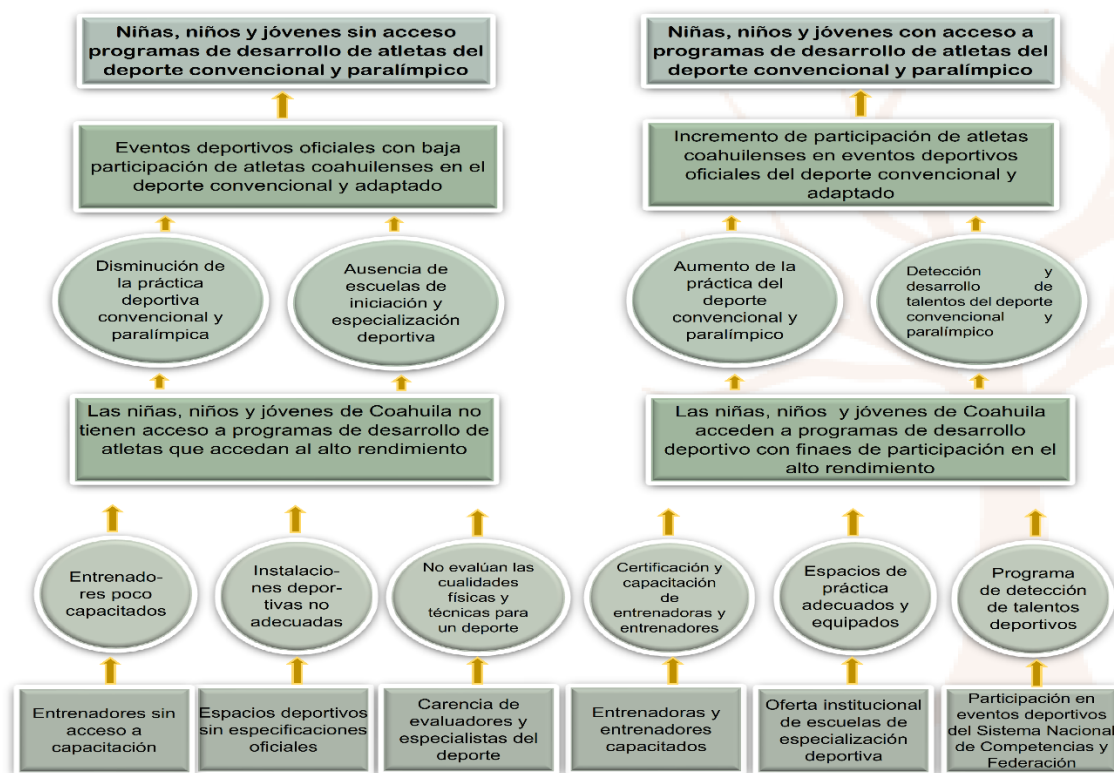 Niñas, niños y jóvenes sin acceso
programas de desarrollo de atletas del
deporte convencional y paralímpico
Eventos deportivos oficiales con baja
participación de atletas coahuilenses en el
deporte convencional y adaptado
Disminución de
la práctica
deportiva
convencional y
paralímpica
Ausencia de
escuelas de
iniciación y
especialización
deportiva
Las niñas, niños y jóvenes de Coahuila no
tienen acceso a programas de desarrollo de
atletas que accedan al alto rendimiento
Entrenado-
res poco
capacitados
Instalacio-
nes depor-
tivas no
adecuadas
No evalúan las
cualidades
físicas y
técnicas para
un deporte
Entrenadores sin
acceso a
capacitación
Espacios deportivos
sin especificaciones
oficiales
Carencia de
evaluadores y
especialistas del
deporte
Niñas, niños y jóvenes con acceso a
programas de desarrollo de atletas del
deporte convencional y paralímpico
Incremento de participación de atletas
coahuilenses en eventos deportivos
oficiales del deporte convencional y
adaptado
Aumento de la
práctica del
deporte
convencional y
paralímpico
Detección y
desarrollo de
talentos del deporte
convencional y
paralímpico
Las niñas, niños y jóvenes de Coahuila
acceden a programas de desarrollo
deportivo con finaes de participación en el
alto rendimiento
Certificación y
capacitación
de
entrenadoras y
entrenadores
Espacios de
práctica
adecuados y
equipados
Programa
de detección
de talentos
deportivos
Entrenadoras y
entrenadores
capacitados
Oferta institucional
de escuelas de
especialización
deportiva
Participación en
eventos deportivos
del Sistema Nacional
de Competencias y
Federación